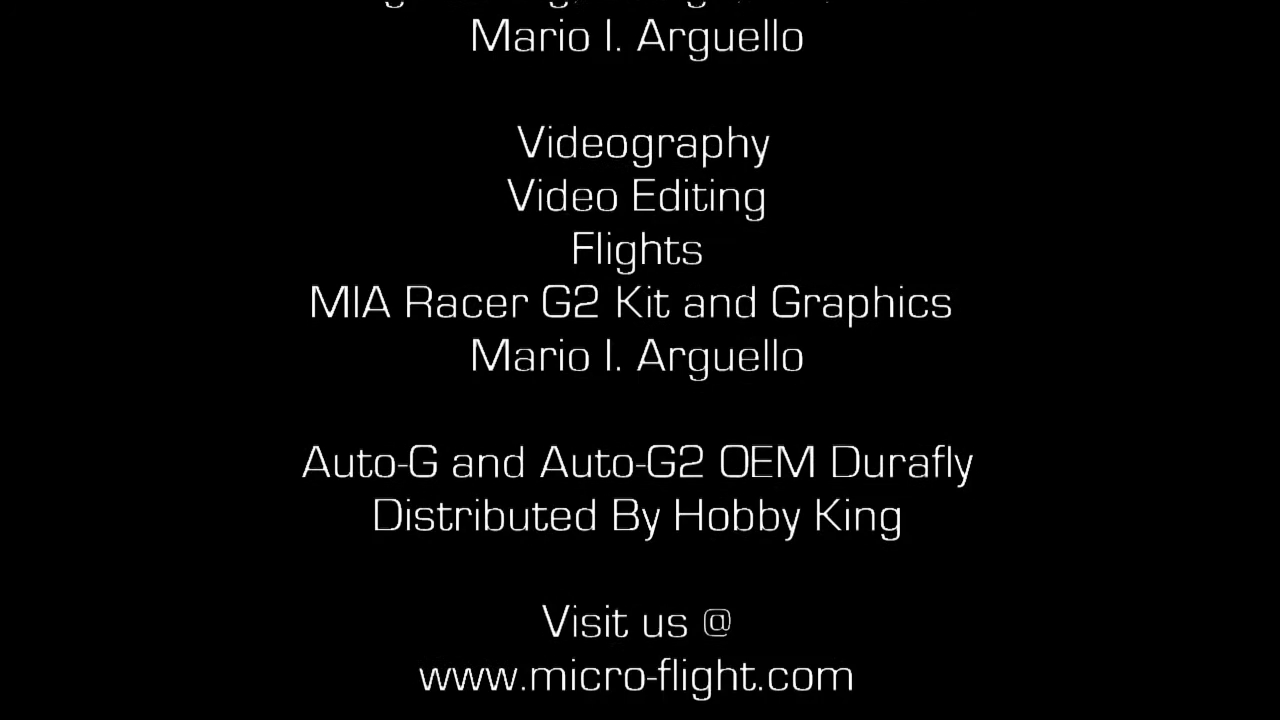 Mario I. Arguello
Videography
Video Editing
Flights
MIA Racer G2 Kit and Graphics
Mario I. Arguello
Auto-G and Auto-G2 OEM Durafly
Distributed By Hobby King
Visit us @
www.micro-flight.com